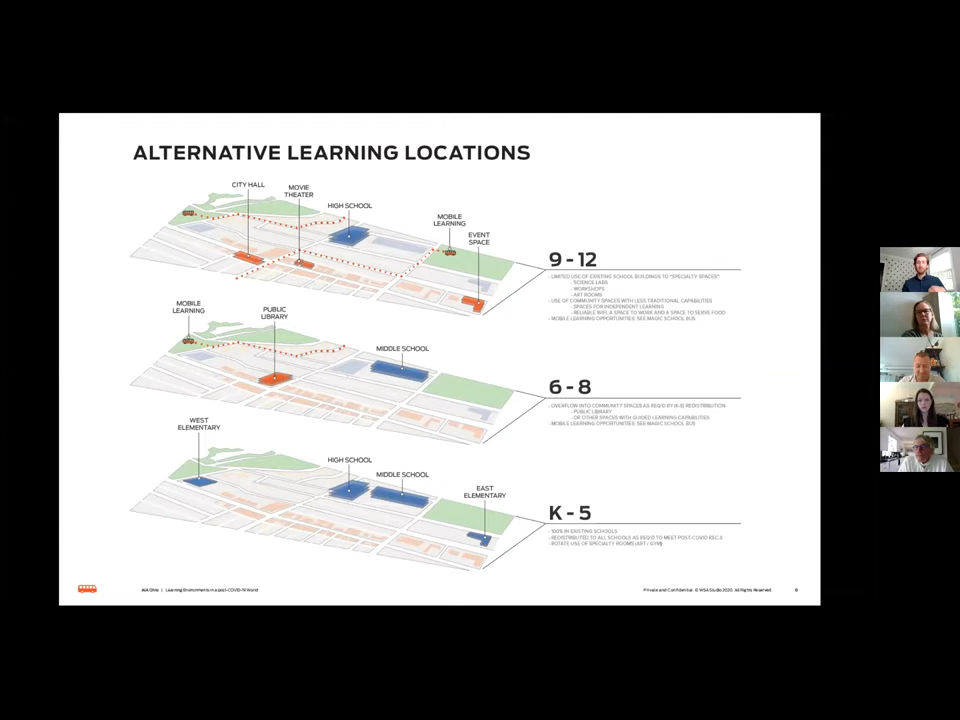 ALTERNATIVE LEARNING LOCATIONS
CITY HALL
MOVIE
THEATER
HIGH SCHOOL
MOBILE
LEARNING
EVENT
SPACE
9 - 12
- LIMITED USE OF EXISTING SCHOOL BUILDINGS TO "SPECIALTY SPACES":
- SCIENCE LABS
- WORKSHOPS
- ART ROOMS
- USE OF COMMUNITY SPACES WITH LESS TRADITIONAL CAPABILITIES
- SPACES FOR INDEPENDENT LEARNING
- RELIABLE WIFI, A SPACE TO WORK AND A SPACE TO SERVE FOOD
- MOBILE LEARNING OPPORTUNITIES: SEE MAGIC SCHOOL BUS
MOBILE
LEARNING
PUBLIC
LIBRARY
MIDDLE SCHOOL
6 - 8
- OVERFLOW INTO COMMUNITY SPACES AS REQ'D BY (K-5) REDISTRIBUTION
- PUBLIC LIBRARY
- OR OTHER SPACES WITH GUIDED LEARNING CAPABILITIES
- MOBILE LEARNING OPPORTUNITIES: SEE MAGIC SCHOOL BUS
WEST
ELEMENTARY
HIGH SCHOOL
MIDDLE SCHOOL
EAST
ELEMENTARY
K - 5
- 100% IN EXISTING SCHOOLS
- REDISTRIBUTED TO ALL SCHOOLS AS REQ'D TO MEET POST-COVID REC.S
- ROTATE USE OF SPECIALTY ROOMS (ART / GYM)
AIA Ohio | Learning Environments in a post-COVID-19 World
Private and Confidential. © WSA Studio 2020. All Rights Reserved.